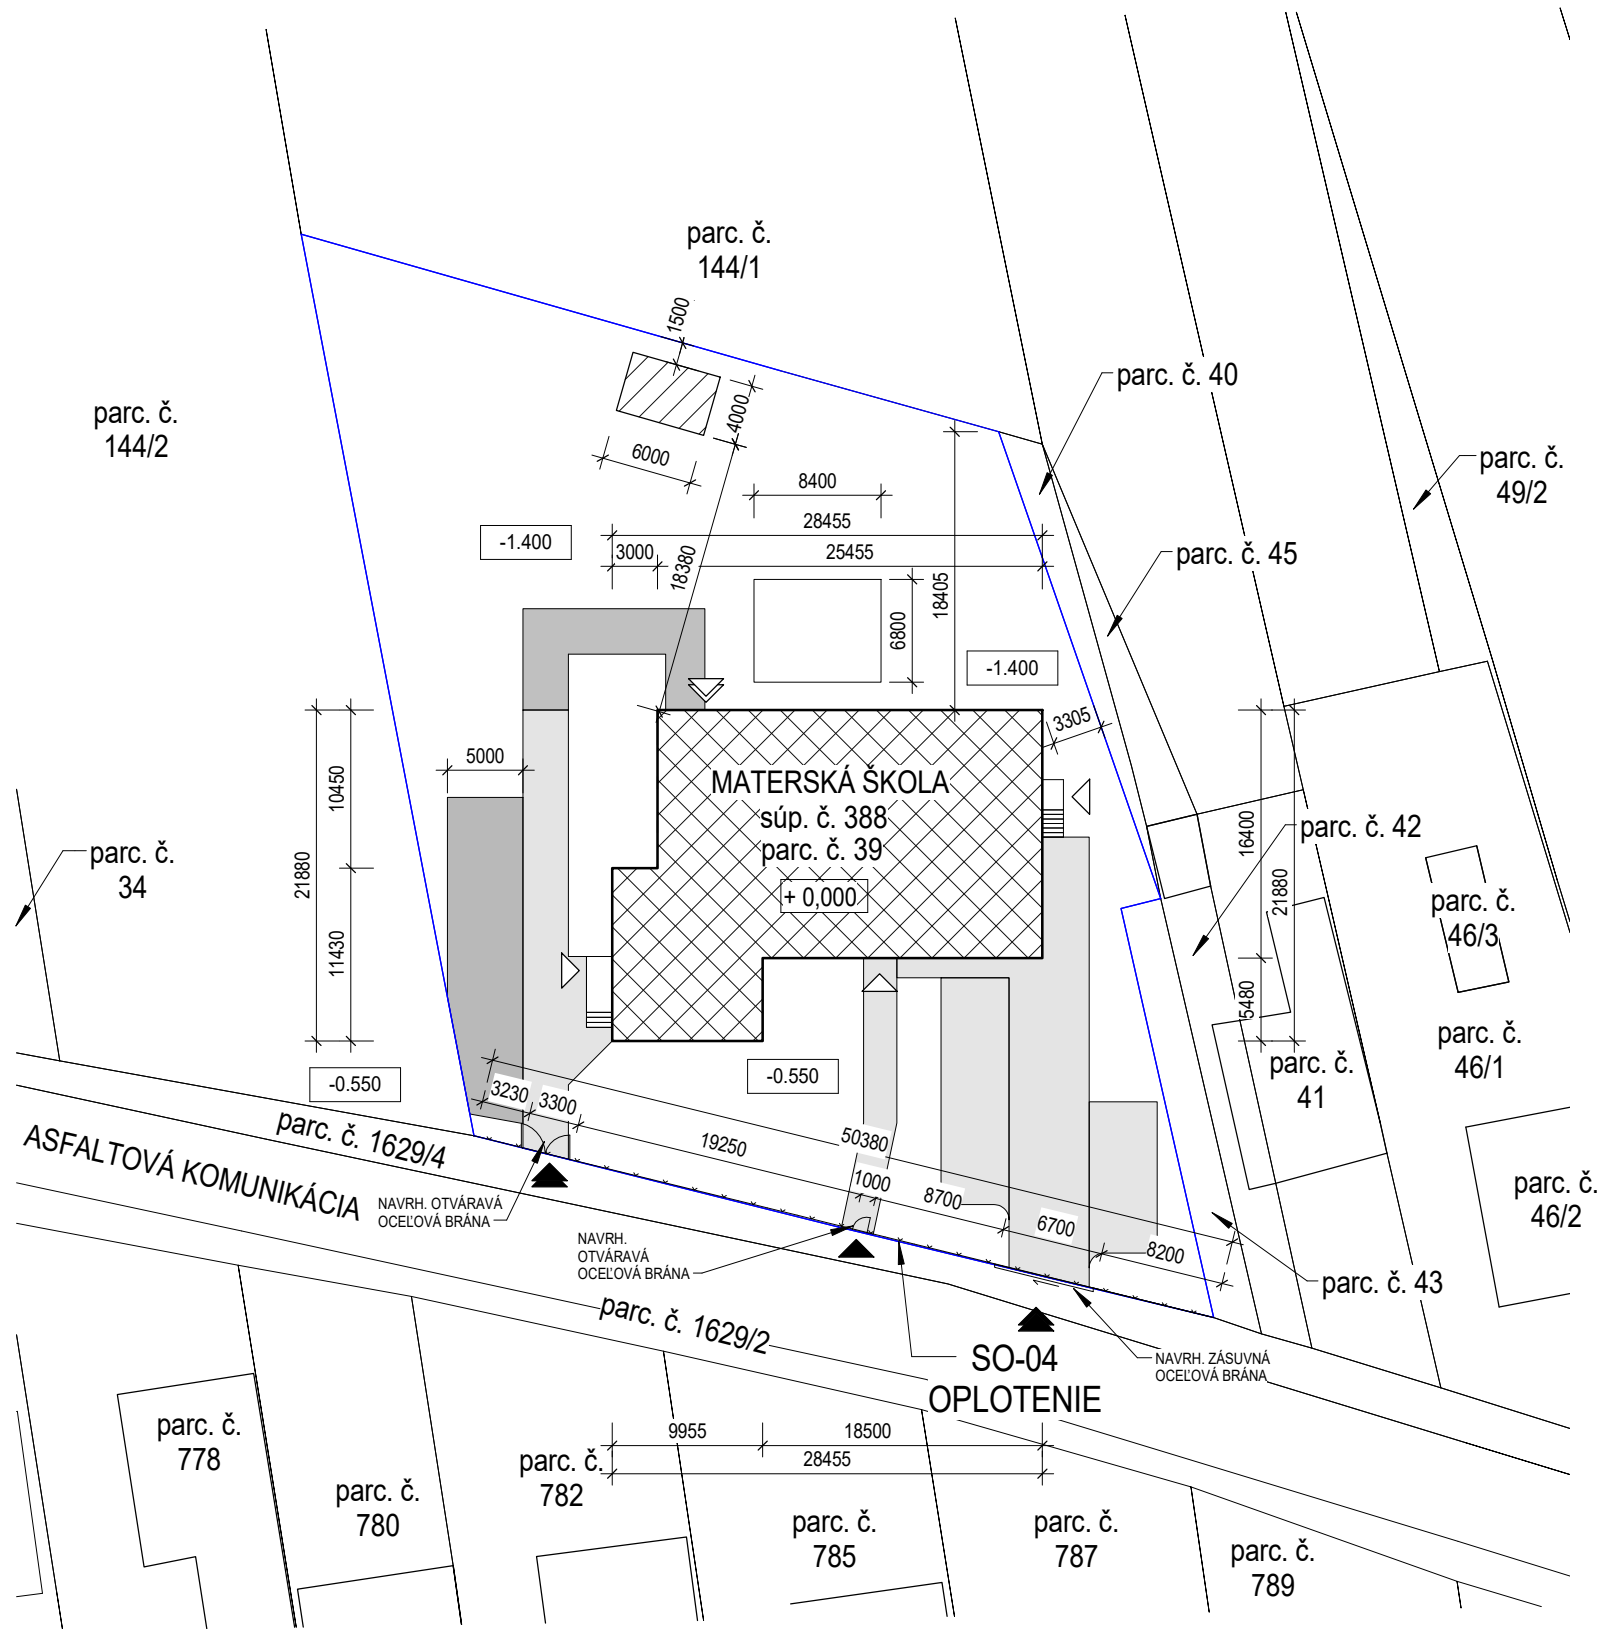 parc. č.
144/1
1500
parc. č. 40
parc. č.
144/2
4000
6000
parc. č.
49/2
8400
28455
-1.400
3000
25455
18380
parc. č. 45
18405
6800
-1.400
3305
5000
10450
MATERSKÁ ŠKOLA
súp. č. 388
parc. č. 39
+ 0,000
16400
parc. č. 42
parc. č.
34
21880
21880
parc. č.
46/3
11430
5480
parc. č.
46/1
parc. č.
41
-0.550
-0.550
3230
3300
19250
50380
1000
8700
6700
8200
parc. č. 1629/4
ASFALTOVÁ KOMUNIKÁCIA
NAVRH. OTVÁRAVÁ
OCEĽOVÁ BRÁNA
NAVRH.
OTVÁRAVÁ
OCEĽOVÁ BRÁNA
parc. č.
46/2
parc. č. 43
parc. č. 1629/2
SO-04
OPLOTENIE
NAVRH. ZÁSUVNÁ
OCEĽOVÁ BRÁNA
9955
18500
28455
parc. č.
778
parc. č.
780
parc. č.
782
parc. č.
785
parc. č.
787
parc. č.
789